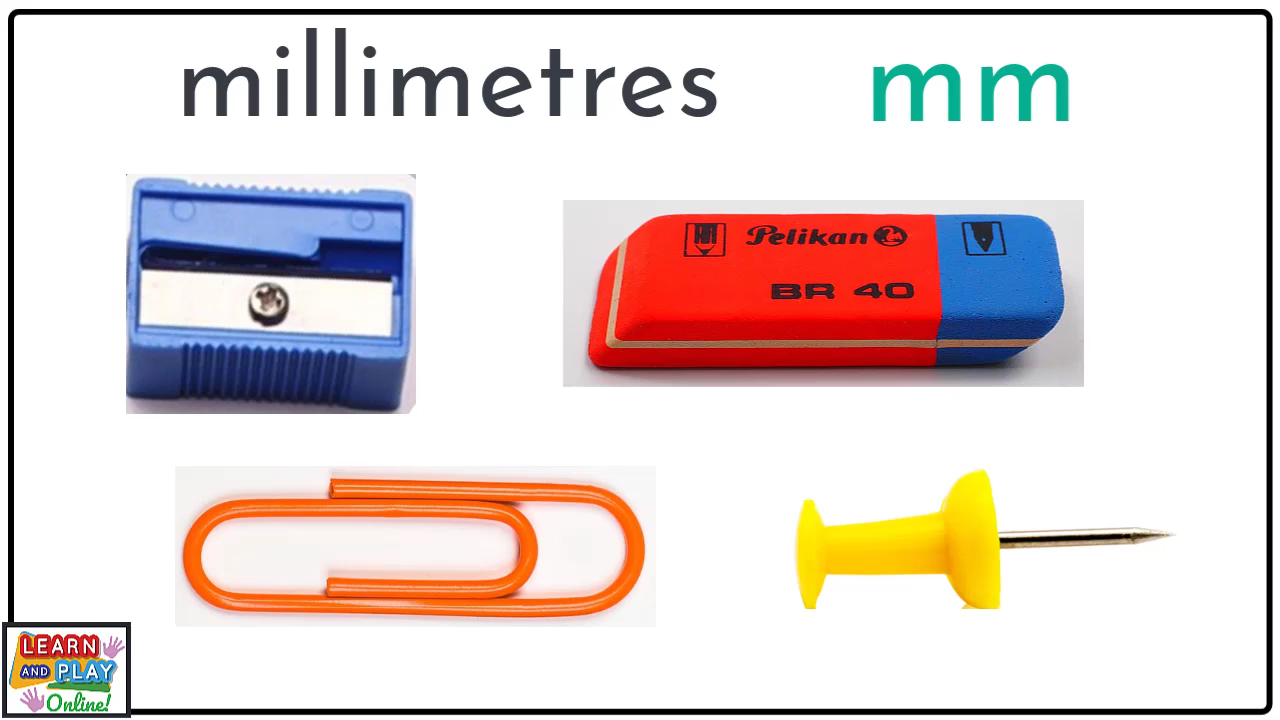 millimetres mm
Pelikan
BR 40
LEARN
AND PLAY
Online!